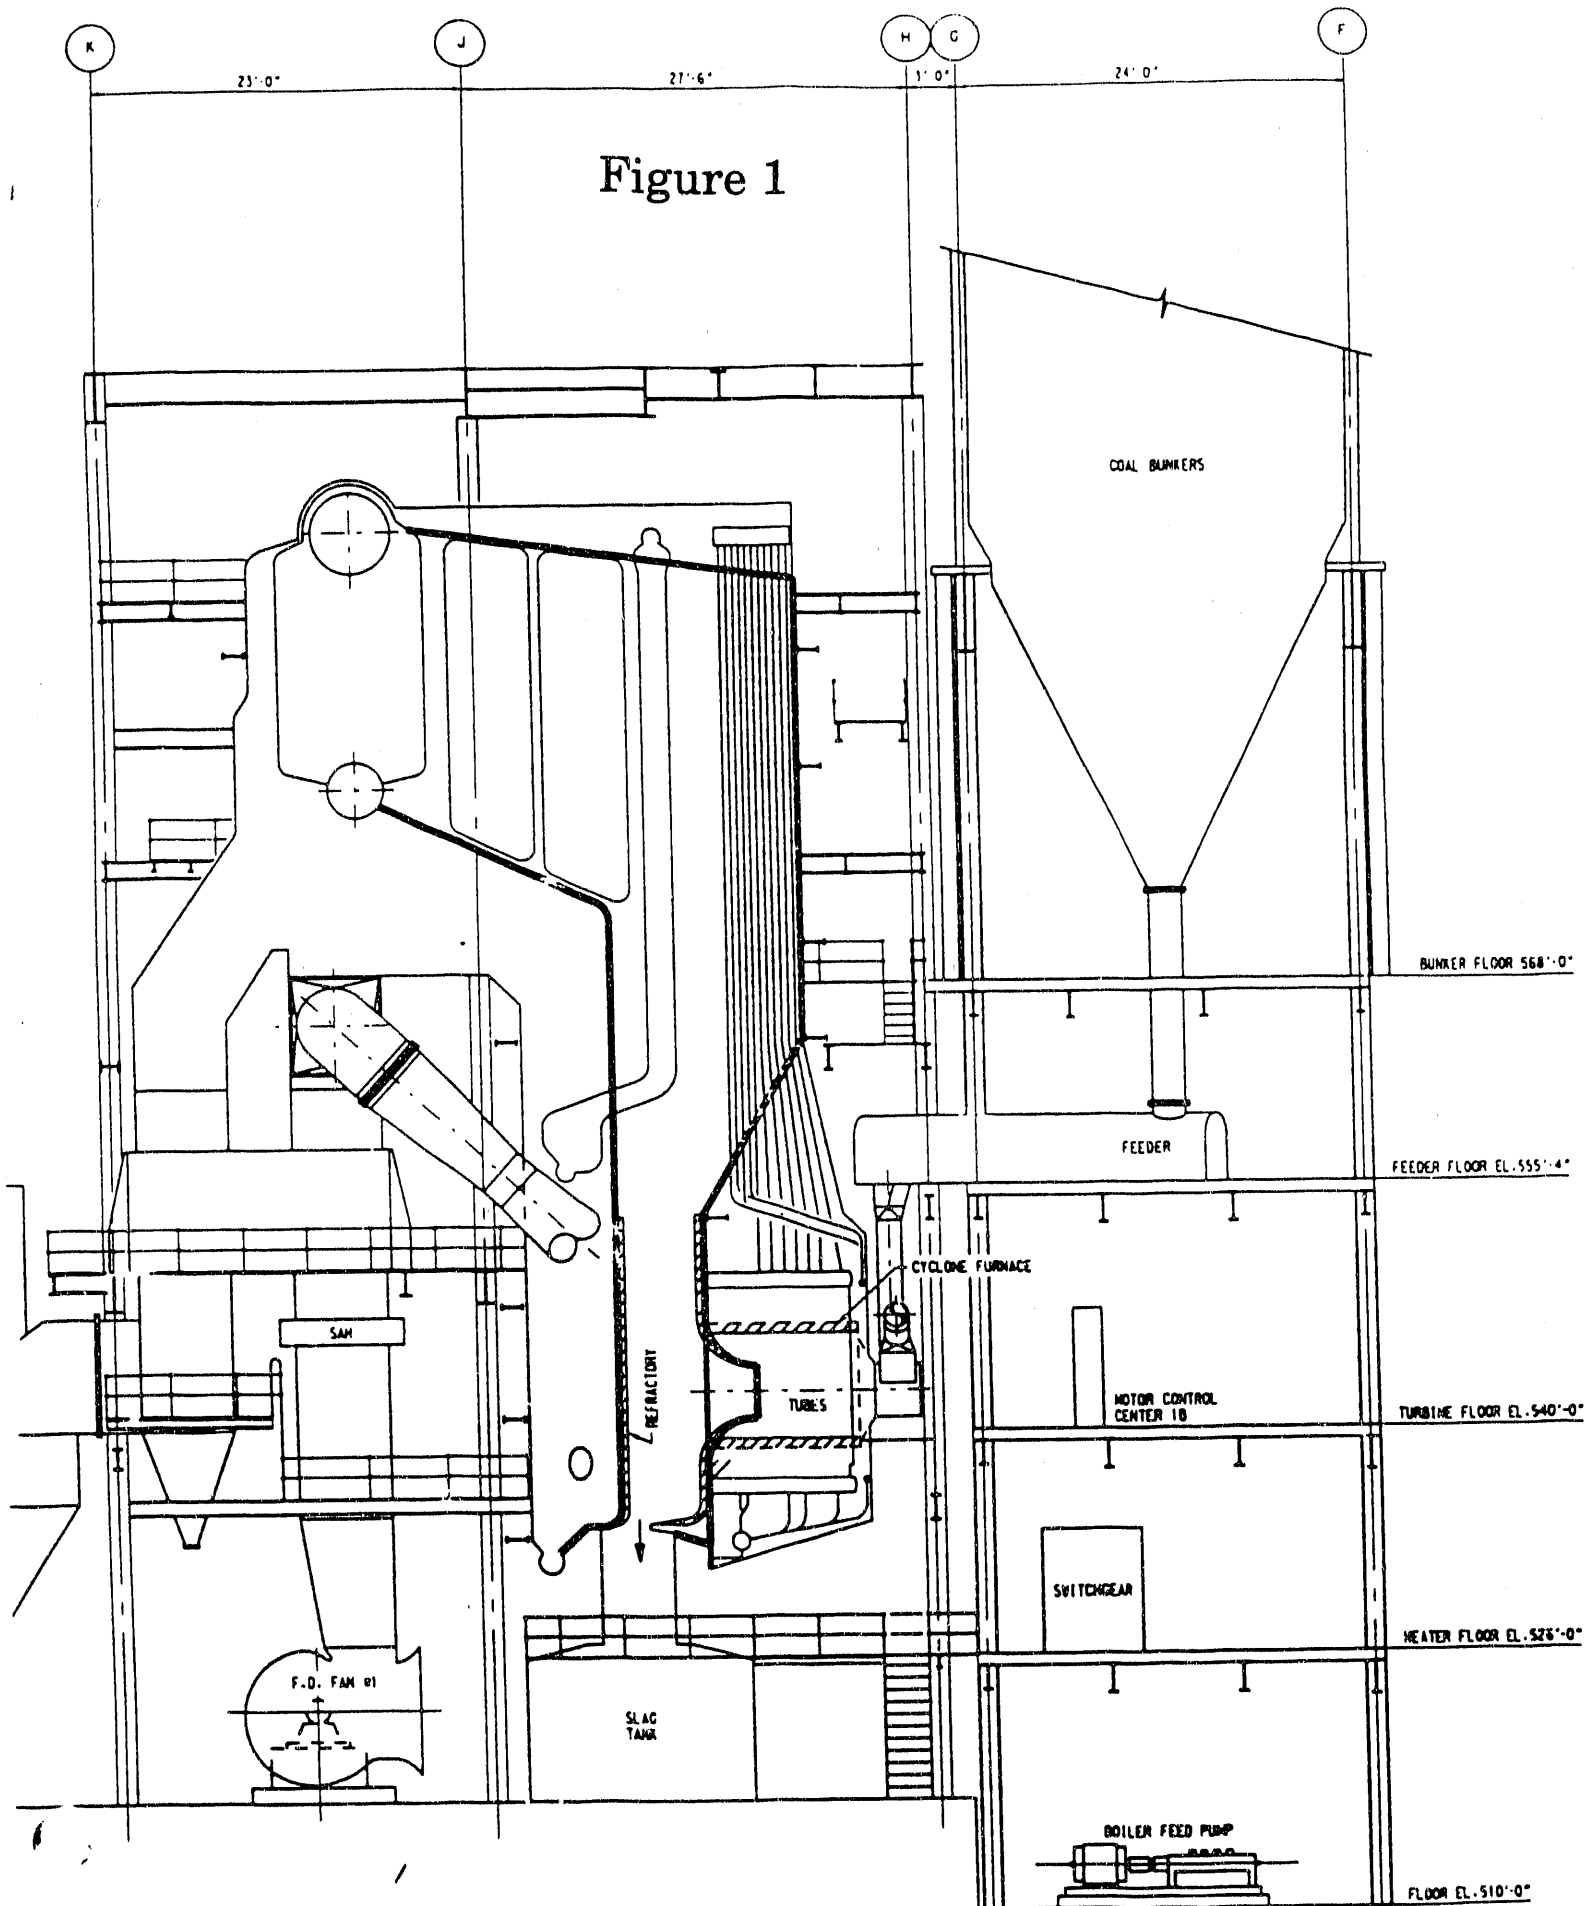 K
J
H
G
F
23'-0"
27'-6"
24'-0"
Figure 1
COAL BUNKERS
BUNKER FLOOR 568'-0"
FEEDER
FEEDER FLOOR EL.555'-4"
CYCLONE FURNACE
SAH
REFRACTORY
TUBES
MOTOR CONTROL
CENTER 1B
TURBINE FLOOR EL.540'-0"
SWITCHGEAR
HEATER FLOOR EL.526'-0"
F.D. FAN #1
SLAG
TANK
BOILER FEED PUMP
FLOOR EL.510'-0"